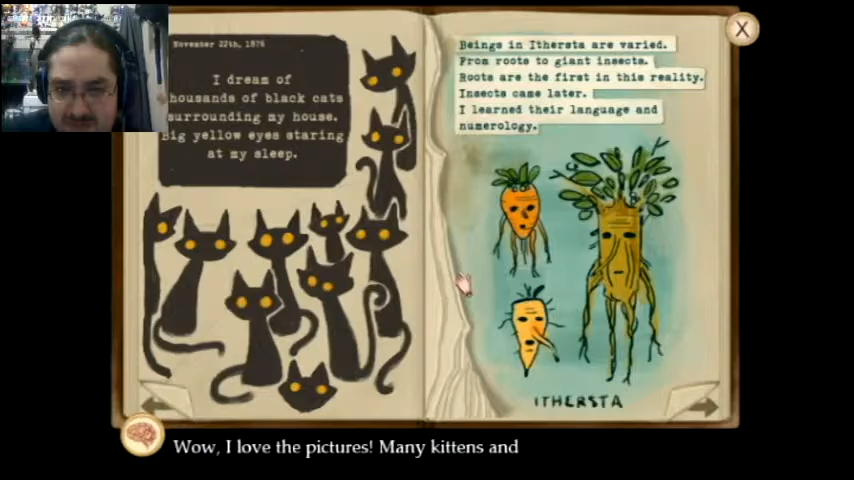 November 22th, 1876
I dream of
thousands of black cats
surrounding my house.
Big yellow eyes staring
at my sleep.
Beings in Ithersta are varied.
From roots to giant insects.
Roots are the first in this reality.
Insects came later.
I learned their language and
numerology.
ITHERSTA
X
Wow, I love the pictures! Many kittens and